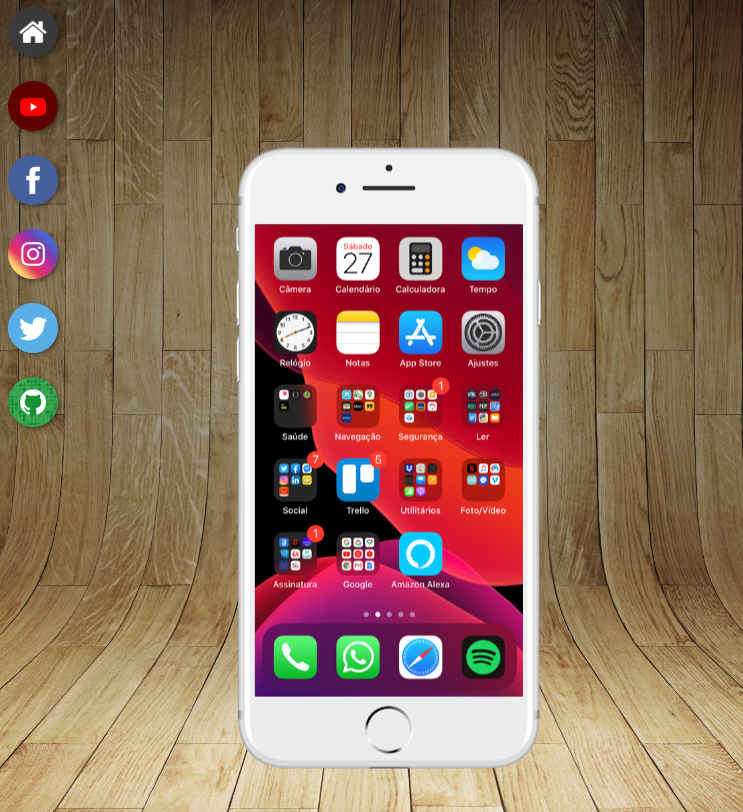 Sábado
27
Câmera
Calendário
Calculadora
Tempo
Relógio
Notas
App Store
Ajustes
1
Saúde
Navegação
Segurança
Ler
7
5
Social
Trello
Utilitários
Foto/Vídeo
1
Assinatura
Google
Amazon Alexa